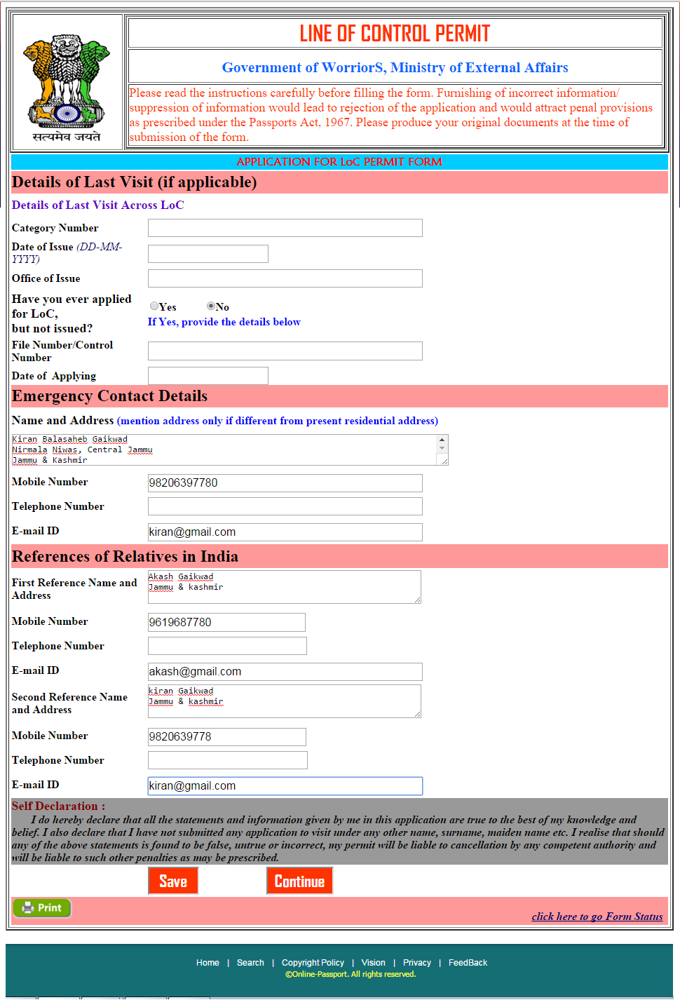 सत्यमेव जयते
LINE OF CONTROL PERMIT
Government of WorriorS, Ministry of External Affairs
Please read the instructions carefully before filling the form. Furnishing of incorrect information/
suppression of information would lead to rejection of the application and would attract penal provisions
as prescribed under the Passports Act, 1967. Please produce your original documents at the time of
submission of the form.
APPLICATION FOR LoC PERMIT FORM
Details of Last Visit (if applicable)
Details of Last Visit Across LoC
Category Number
Date of Issue (DD-MM-
YYYY)
Office of Issue
Have you ever applied
for LoC,
but not issued?
Yes No
If Yes, provide the details below
File Number/Control
Number
Date of Applying
Emergency Contact Details
Name and Address (mention address only if different from present residential address)
Kiran Balasaheb Gaikwad
Nirmala Niwas, Central Jammu
Jammu & Kashmir
Mobile Number 98206397780
Telephone Number
E-mail ID kiran@gmail.com
References of Relatives in India
First Reference Name and
Address
Akash Gaikwad
Jammu & kashmir
Mobile Number 9619687780
Telephone Number
E-mail ID akash@gmail.com
Second Reference Name
and Address
kiran Gaikwad
Jammu & kashmir
Mobile Number 9820639778
Telephone Number
E-mail ID kiran@gmail.com
Self Declaration :
I do hereby declare that all the statements and information given by me in this application are true to the best of my knowledge and
belief. I also declare that I have not submitted any application to visit under any other name, surname, maiden name etc. I realise that should
any of the above statements is found to be false, untrue or incorrect, my permit will be liable to cancellation by any competent authority and
will be liable to such other penalties as may be prescribed.
Save Continue
Print
click here to go Form Status
Home | Search | Copyright Policy | Vision | Privacy | FeedBack
©Online-Passport. All rights reserved.